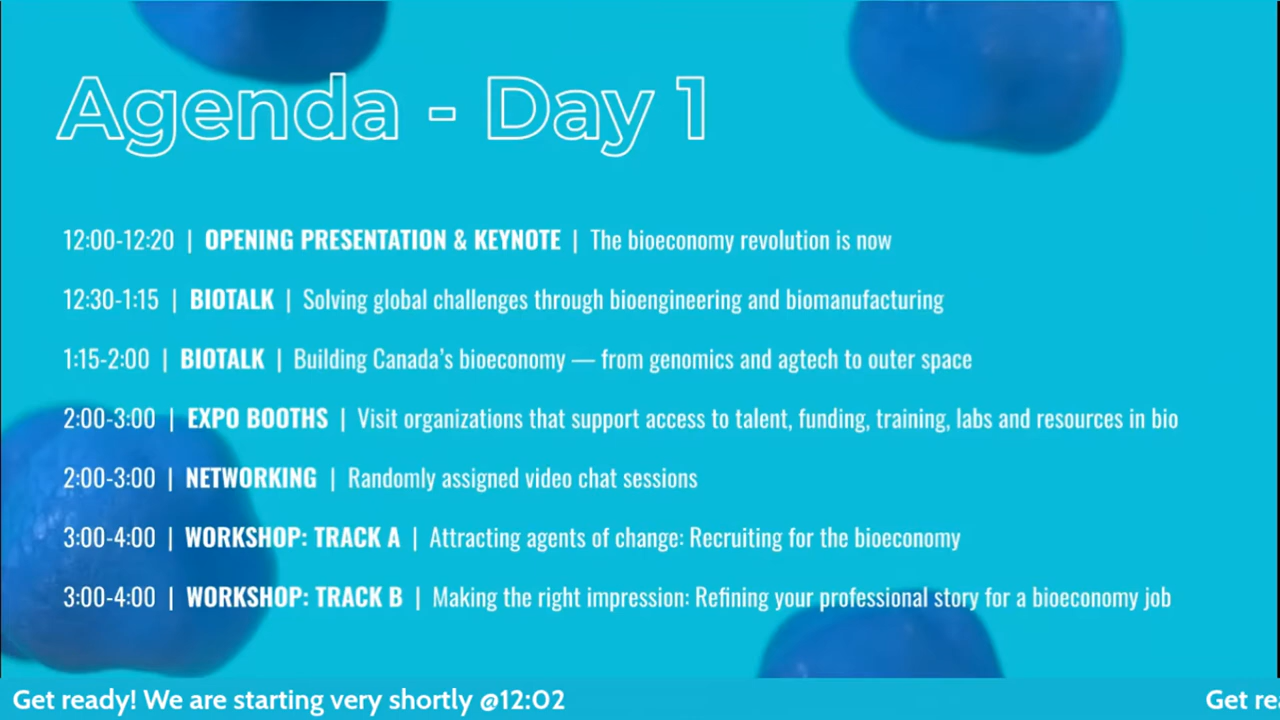 Agenda - Day 1
12:00-12:20 | OPENING PRESENTATION & KEYNOTE | The bioeconomy revolution is now
12:30-1:15 | BIOTALK | Solving global challenges through bioengineering and biomanufacturing
1:15-2:00 | BIOTALK | Building Canada's bioeconomy — from genomics and agtech to outer space
2:00-3:00 | EXPO BOOTHS | Visit organizations that support access to talent, funding, training, labs and resources in bio
2:00-3:00 | NETWORKING | Randomly assigned video chat sessions
3:00-4:00 | WORKSHOP: TRACK A | Attracting agents of change: Recruiting for the bioeconomy
3:00-4:00 | WORKSHOP: TRACK B | Making the right impression: Refining your professional story for a bioeconomy job
Get ready! We are starting very shortly @12:02 Get rea